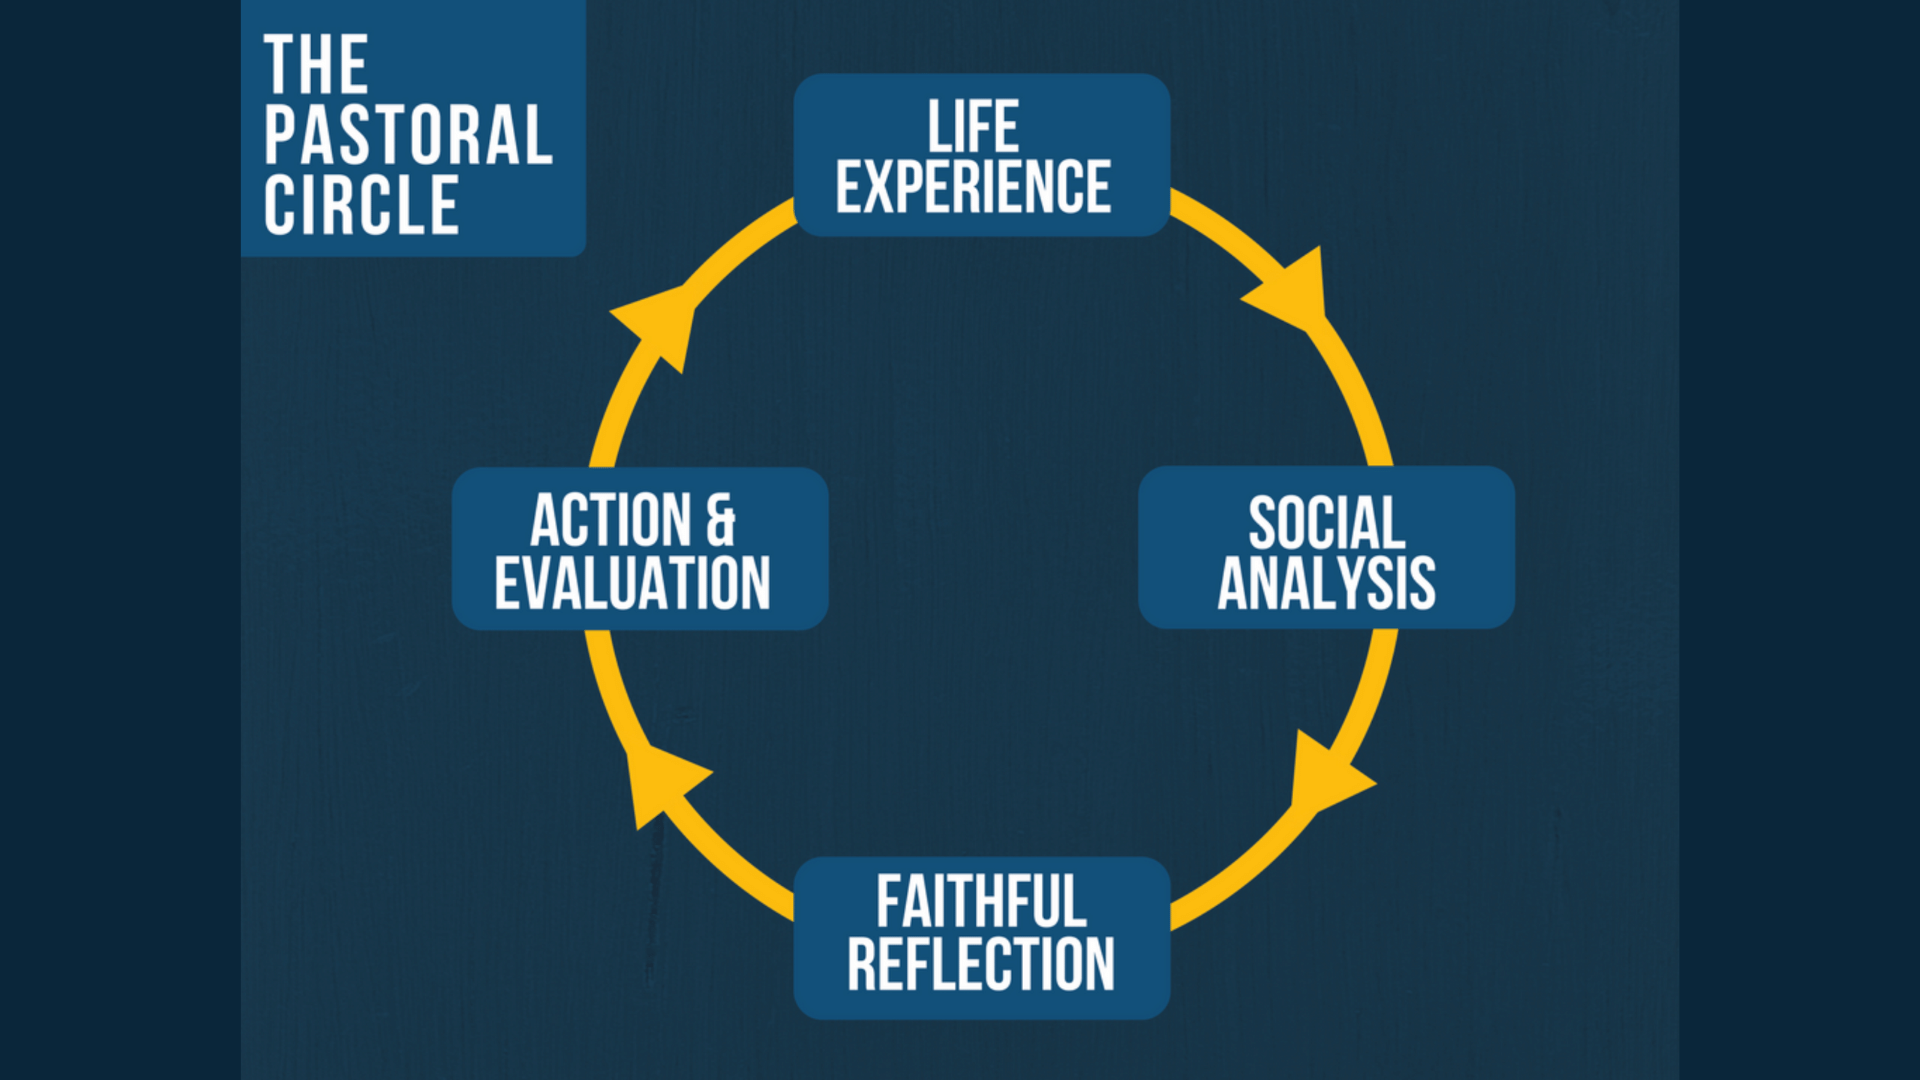 THE
PASTORAL
CIRCLE
LIFE
EXPERIENCE
SOCIAL
ANALYSIS
FAITHFUL
REFLECTION
ACTION &
EVALUATION